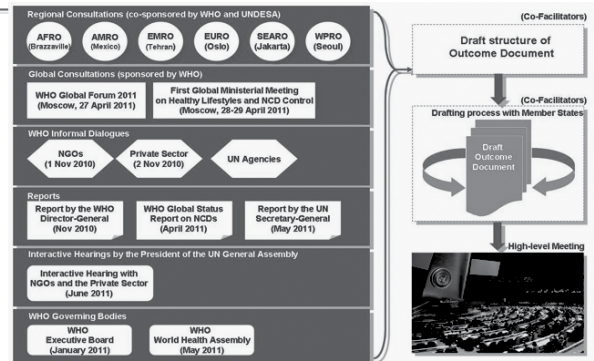 Regional Consultations (co-sponsored by WHO and UNDESA)
AFRO
(Brazzaville)
AMRO
(Mexico)
EMRO
(Tehran)
EURO
(Oslo)
SEARO
(Jakarta)
WPRO
(Seoul)
Global Consultations (sponsored by WHO)
WHO Global Forum 2011
(Moscow, 27 April 2011)
First Global Ministerial Meeting
on Healthy Lifestyles and NCD Control
(Moscow, 28-29 April 2011)
WHO Informal Dialogues
NGOs
(1 Nov 2010)
Private Sector
(2 Nov 2010)
UN Agencies
Reports
Report by the WHO
Director-General
(Nov 2010)
WHO Global Status
Report on NCDs
(April 2011)
Report by the UN
Secretary-General
(May 2011)
Interactive Hearings by the President of the UN General Assembly
Interactive Hearing with
NGOs and the Private Sector
(June 2011)
WHO Governing Bodies
WHO
Executive Board
(January 2011)
WHO
World Health Assembly
(May 2011)
(Co-Facilitators)
Draft structure of
Outcome Document
(Co-Facilitators)
Drafting process with Member States
Draft
Outcome
Document
High-level Meeting